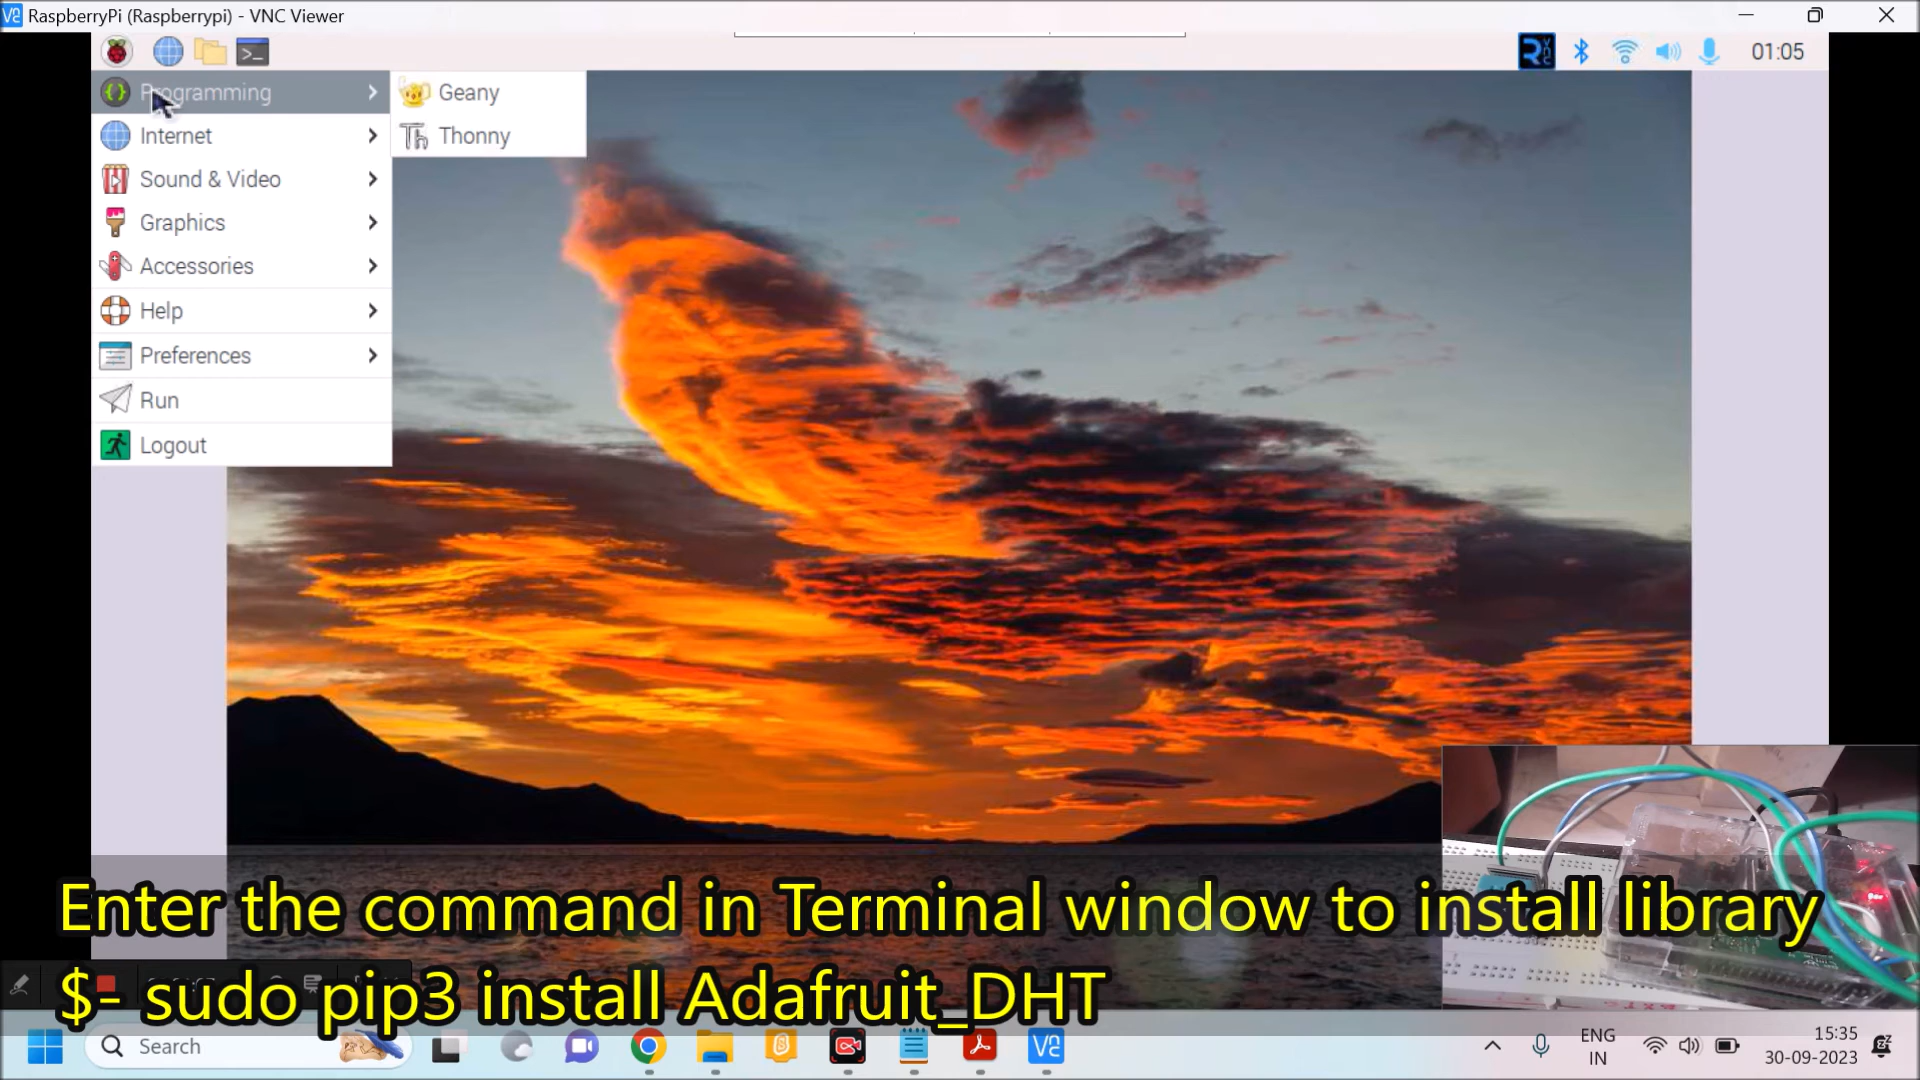 RaspberryPi (Raspberrypi) - VNC Viewer
01:05
Programming
Geany
Internet
Thonny
Sound & Video
Graphics
Accessories
Help
Preferences
Run
Logout
Enter the command in Terminal window to install library
$- sudo pip3 install Adafruit_DHT
Search
ENG
IN
15:35
30-09-2023